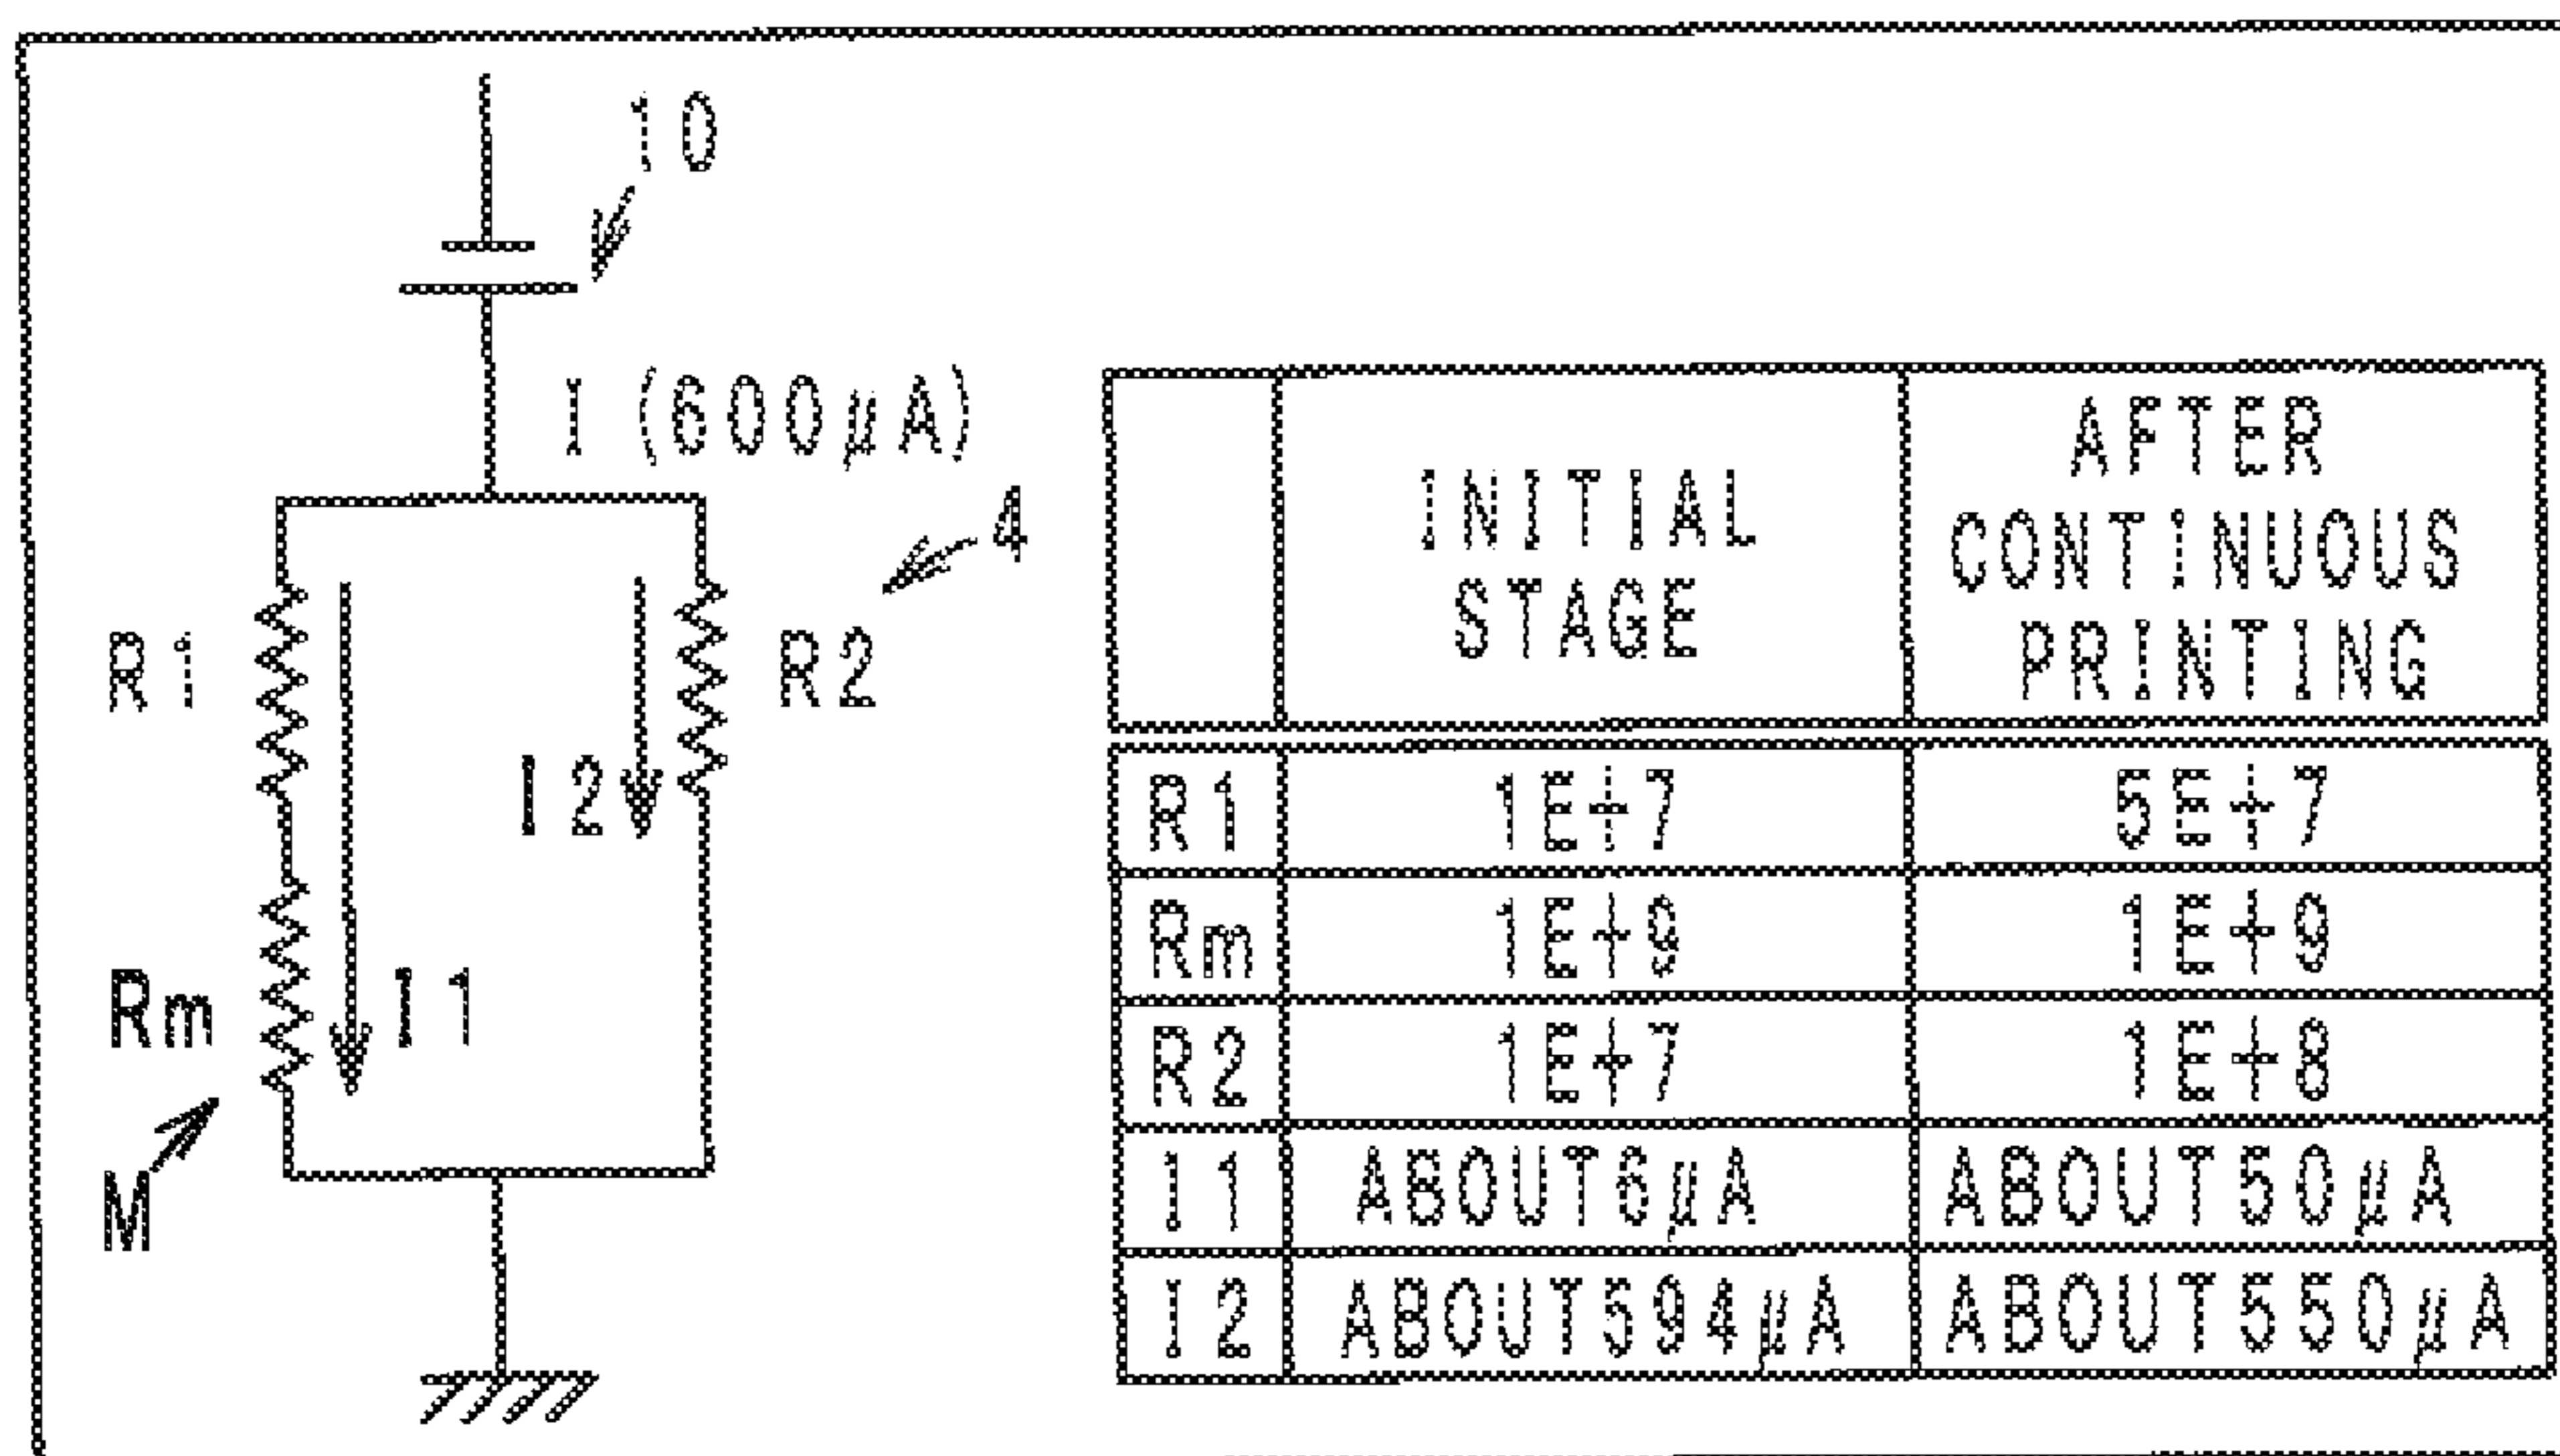 10
I (600μA)
4
R1
R2
I2
Rm
I1
M
INITIAL
STAGE
AFTER
CONTINUOUS
PRINTING
R1 1E+7 5E+7
Rm 1E+9 1E+9
R2 1E+7 1E+8
I1 ABOUT6μA ABOUT50μA
I2 ABOUT594μA ABOUT550μA